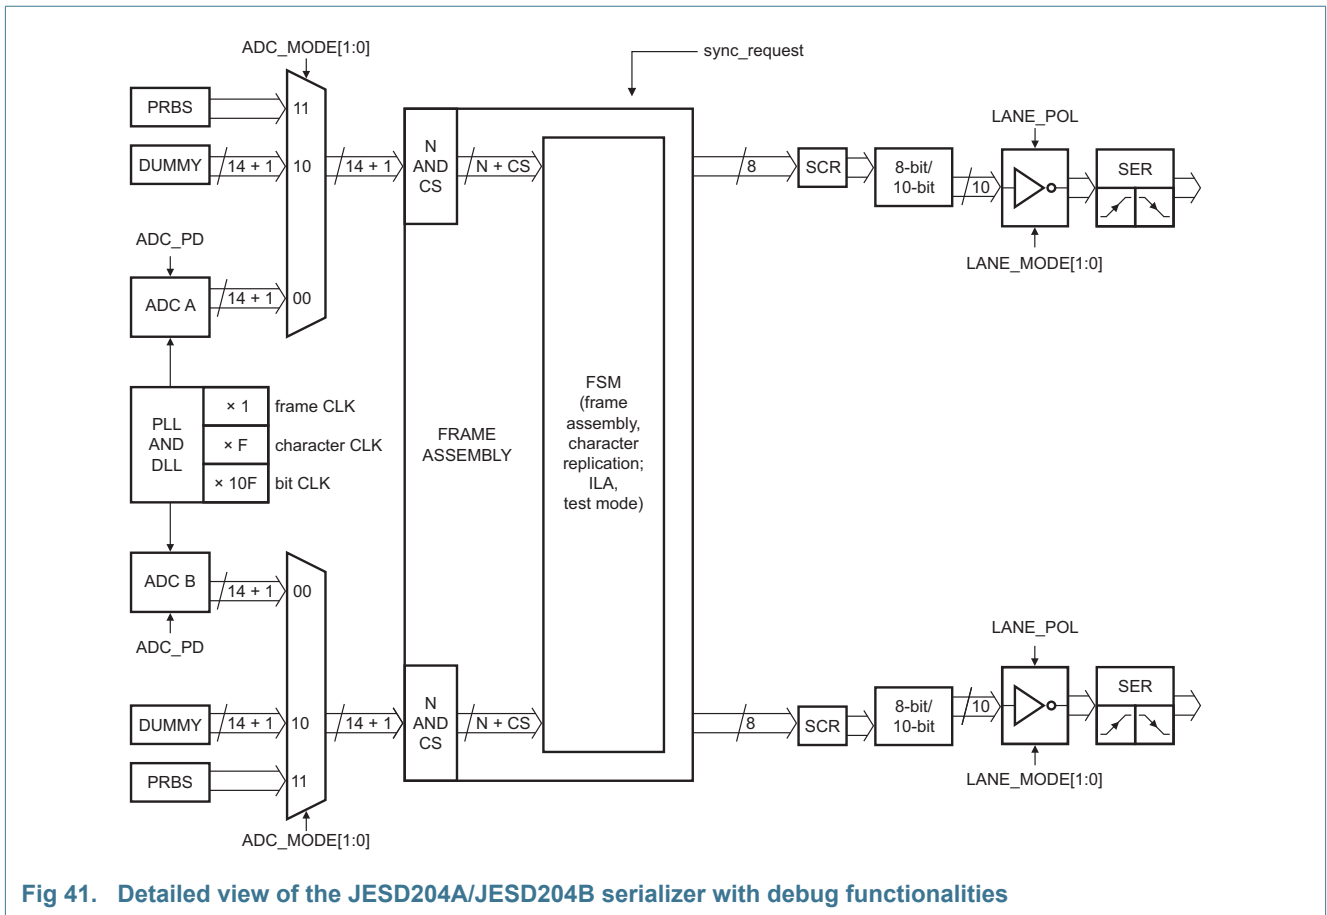 ADC_MODE[1:0]
sync_request
PRBS
11
DUMMY
14 + 1
10
14 + 1
N
AND
CS
N + CS
8
SCR
8-bit/
10-bit
10
LANE_POL
SER
LANE_MODE[1:0]
ADC_PD
ADC A
14 + 1
00
PLL
AND
DLL
× 1
frame CLK
× F
character CLK
× 10F
bit CLK
FRAME
ASSEMBLY
FSM
(frame
assembly,
character
replication;
ILA,
test mode)
ADC B
14 + 1
00
ADC_PD
DUMMY
14 + 1
10
14 + 1
N
AND
CS
N + CS
8
SCR
8-bit/
10-bit
10
LANE_POL
SER
LANE_MODE[1:0]
PRBS
11
ADC_MODE[1:0]
Fig 41. Detailed view of the JESD204A/JESD204B serializer with debug functionalities